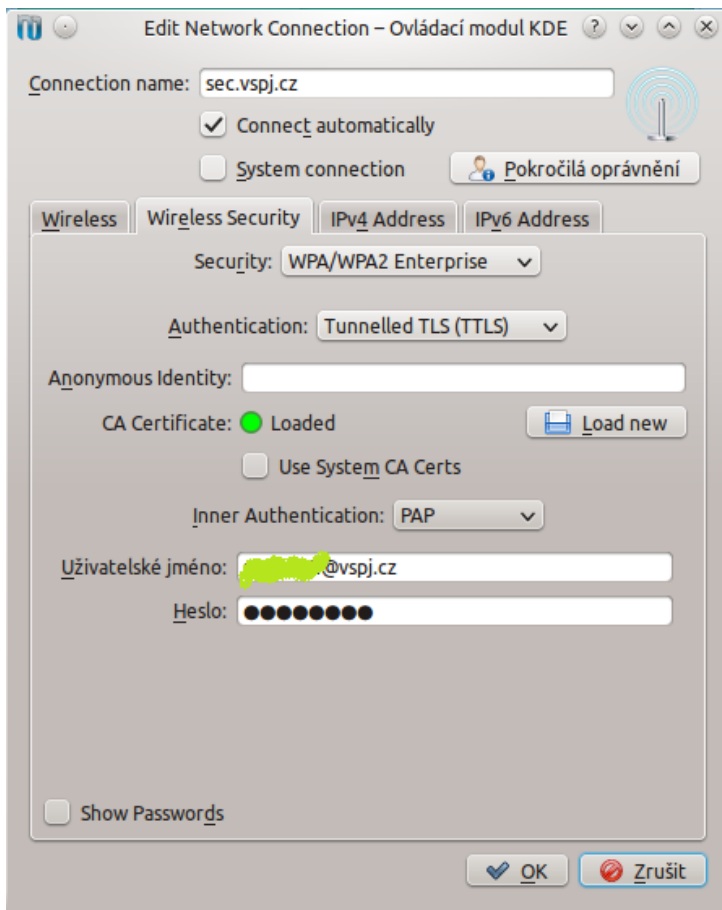 Edit Network Connection – Ovládací modul KDE
Connection name: sec.vspj.cz
Connect automatically
System connection Pokročilá oprávnění
Wireless Wireless Security IPv4 Address IPv6 Address
Security: WPA/WPA2 Enterprise
Authentication: Tunnelled TLS (TTLS)
Anonymous Identity:
CA Certificate: Loaded Load new
Use System CA Certs
Inner Authentication: PAP
Uživatelské jméno: @vspj.cz
Heslo: ●●●●●●●●
Show Passwords
OK Zrušit